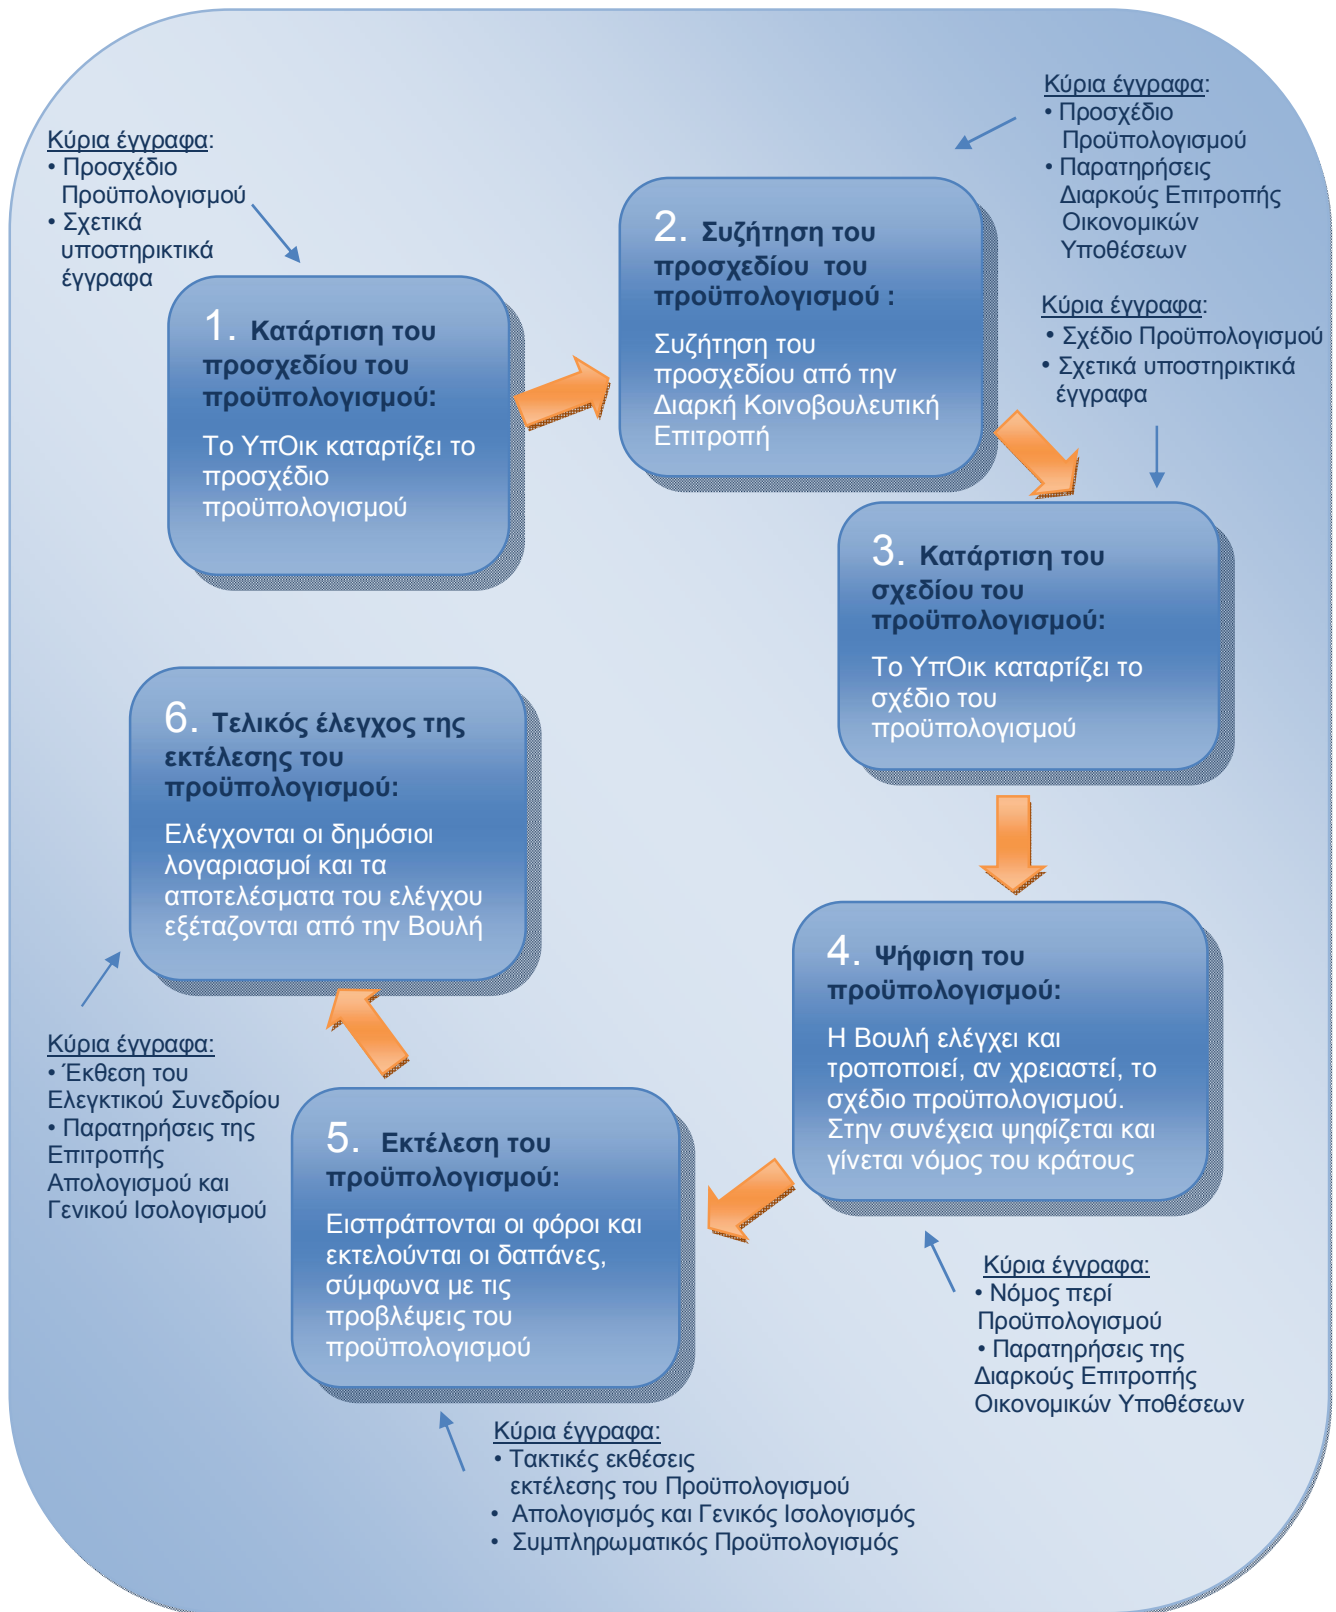 Κύρια έγγραφα:
• Προσχέδιο
Προϋπολογισμού
• Σχετικά
υποστηρικτικά
έγγραφα
1. Κατάρτιση του
προσχεδίου του
προϋπολογισμού:
Το ΥπΟικ καταρτίζει το
προσχέδιο
προϋπολογισμού
Κύρια έγγραφα:
• Προσχέδιο
Προϋπολογισμού
• Παρατηρήσεις
Διαρκούς Επιτροπής
Οικονομικών
Υποθέσεων
2. Συζήτηση του
προσχεδίου του
προϋπολογισμού :
Συζήτηση του
προσχεδίου από την
Διαρκή Κοινοβουλευτική
Επιτροπή
Κύρια έγγραφα:
• Σχέδιο Προϋπολογισμού
• Σχετικά υποστηρικτικά
έγγραφα
3. Κατάρτιση του
σχεδίου του
προϋπολογισμού:
Το ΥπΟικ καταρτίζει το
σχέδιο του
προϋπολογισμού
4. Ψήφιση του
προϋπολογισμού:
Η Βουλή ελέγχει και
τροποποιεί, αν χρειαστεί, το
σχέδιο προϋπολογισμού.
Στην συνέχεια ψηφίζεται και
γίνεται νόμος του κράτους
Κύρια έγγραφα:
• Νόμος περί
Προϋπολογισμού
• Παρατηρήσεις της
Διαρκούς Επιτροπής
Οικονομικών Υποθέσεων
5. Εκτέλεση του
προϋπολογισμού:
Εισπράττονται οι φόροι και
εκτελούνται οι δαπάνες,
σύμφωνα με τις
προβλέψεις του
προϋπολογισμού
Κύρια έγγραφα:
• Τακτικές εκθέσεις
εκτέλεσης του Προϋπολογισμού
• Απολογισμός και Γενικός Ισολογισμός
• Συμπληρωματικός Προϋπολογισμός
6. Τελικός έλεγχος της
εκτέλεσης του
προϋπολογισμού:
Ελέγχονται οι δημόσιοι
λογαριασμοί και τα
αποτελέσματα του ελέγχου
εξέταζονται από την Βουλή
Κύρια έγγραφα:
• Έκθεση του
Ελεγκτικού Συνεδρίου
• Παρατηρήσεις της
Επιτροπής
Απολογισμού και
Γενικού Ισολογισμού